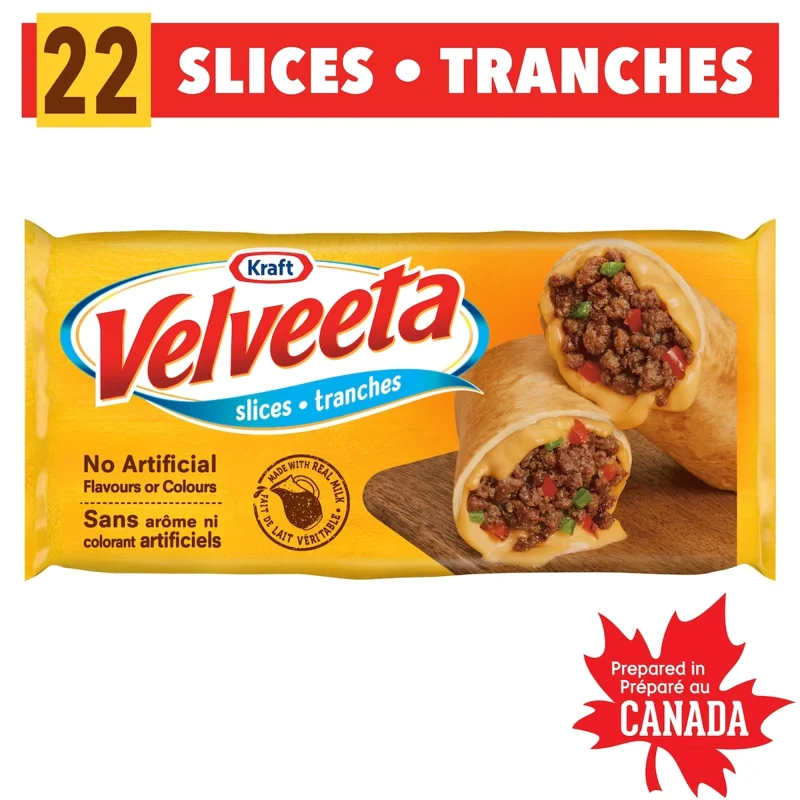 22 SLICES • TRANCHES
Kraft
Velveeta
slices • tranches
No Artificial
Flavours or Colours
Sans arôme ni
colorant artificiels
MADE WITH REAL MILK
FAIT DE LAIT VÉRITABLE
Prepared in
Préparé au
CANADA